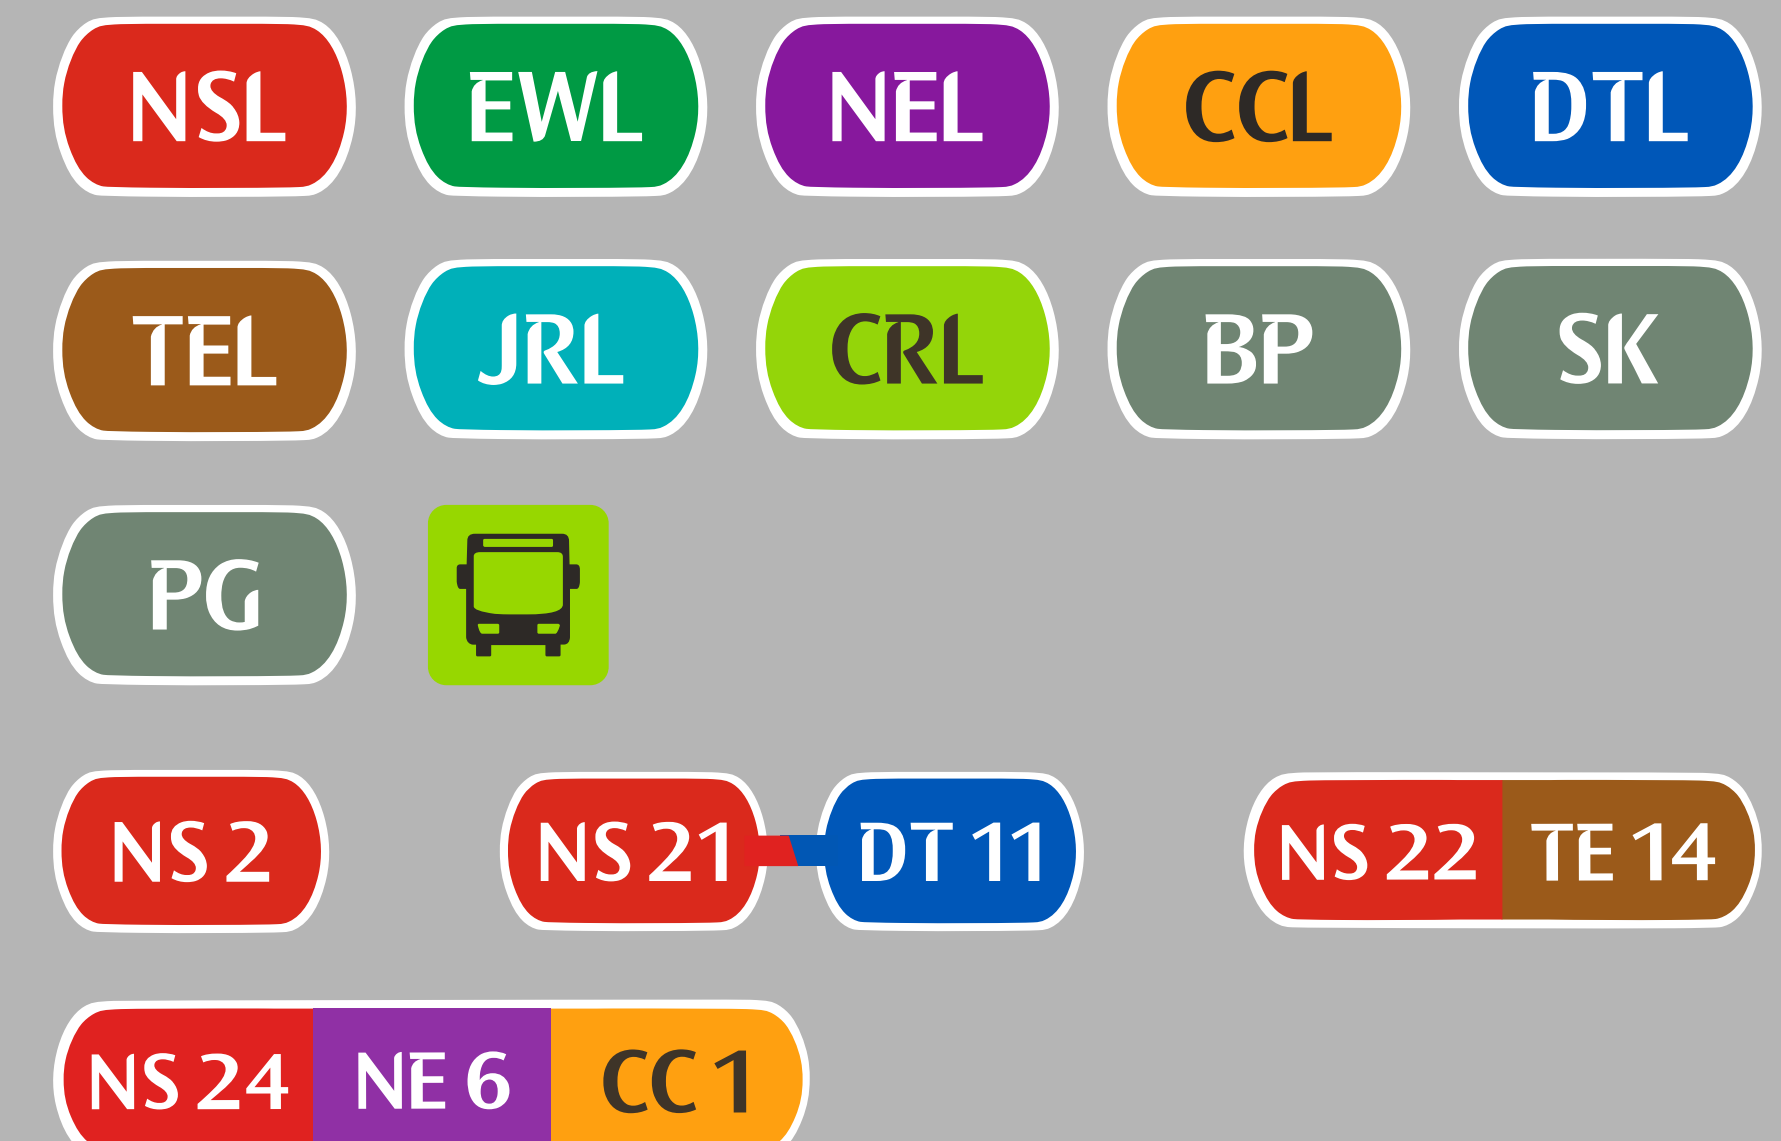 NSL EWL NEL CCL DTL
TEL JRL CRL BP SK
PG
NS 2 NS 21 DT 11 NS 22 TE 14
NS 24 NE 6 CC 1